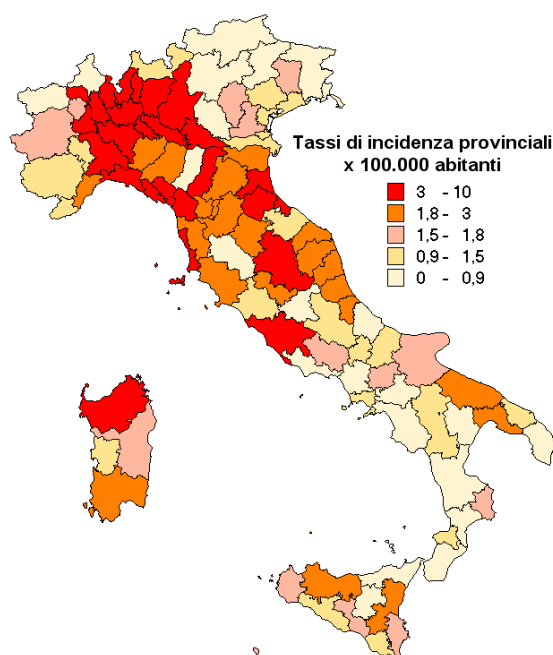 Tassi di incidenza provinciali
x 100.000 abitanti
3 - 10
1,8 - 3
1,5 - 1,8
0,9 - 1,5
0 - 0,9